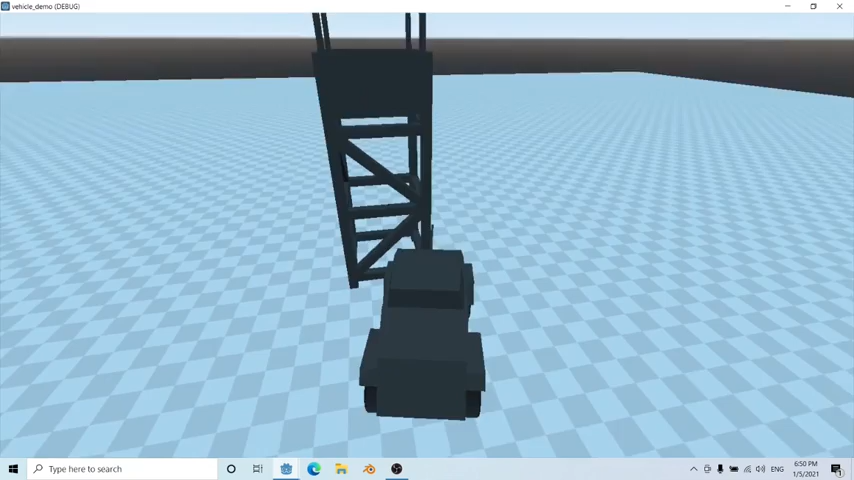 vehicle_demo (DEBUG)
Type here to search
ENG
6:50 PM
1/5/2021